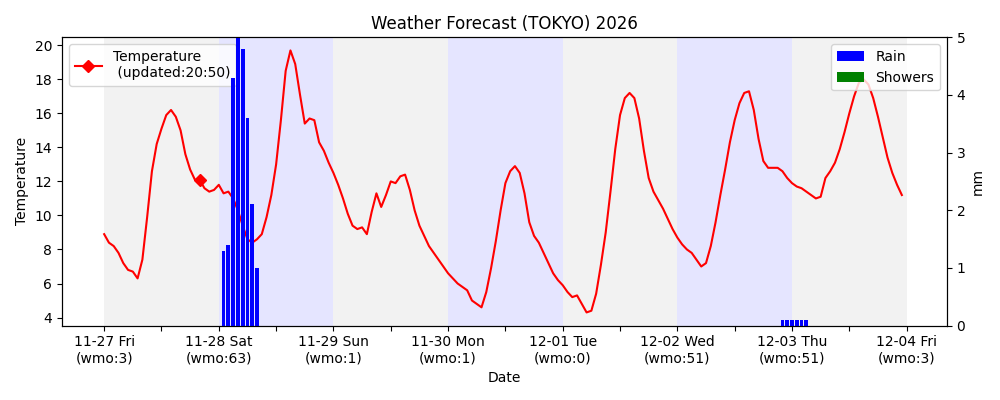 Weather Forecast (TOKYO) 2026
Temperature
(updated:20:50)
Rain
Showers
Temperature
20
18
16
14
12
10
8
6
4
5
4
3
2
1
0
mm
11-27 Fri
(wmo:3)
11-28 Sat
(wmo:63)
11-29 Sun
(wmo:1)
11-30 Mon
(wmo:1)
12-01 Tue
(wmo:0)
12-02 Wed
(wmo:51)
12-03 Thu
(wmo:51)
12-04 Fri
(wmo:3)
Date